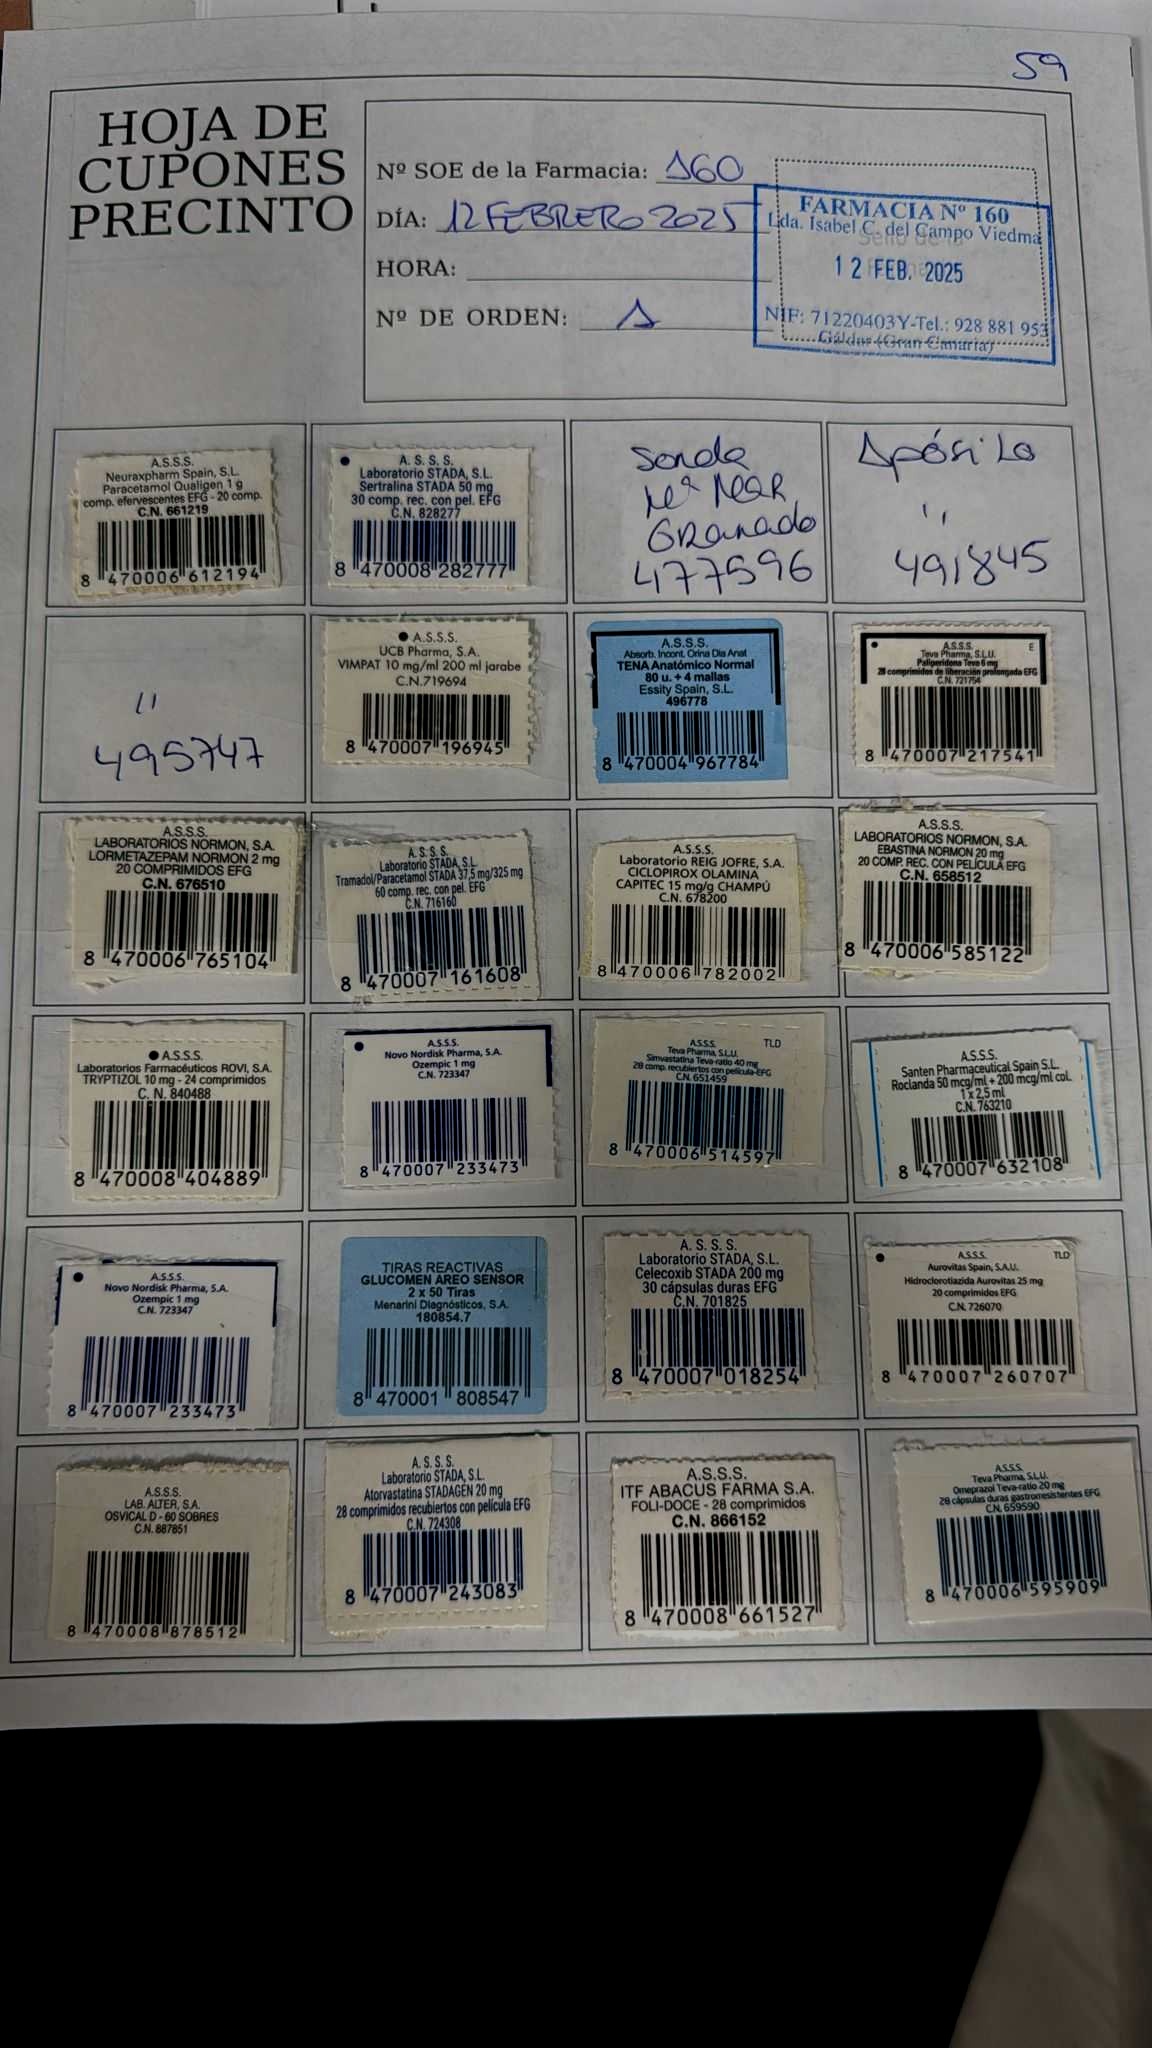 59
HOJA DE
CUPONES
PRECINTO
Nº SOE de la Farmacia: 160
DÍA: 12 FEBRERO 2025
HORA:
Nº DE ORDEN: 1
FARMACIA Nº 160
Lda. Isabel C. del Campo Viedma
12 FEB. 2025
NIF: 71220403Y-Tel.: 928 881 953
Gáldar (Gran Canaria)
A.S.S.S.
Neuraxpharm Spain, S.L.
Paracetamol Qualigen 1 g
comp. efervescentes EFG - 20 comp.
C.N. 661219
8 470006 612194
A. S. S. S.
Laboratorio STADA, S.L.
Sertralina STADA 50 mg
30 comp. rec. con pel. EFG
C.N. 828277
8 470008 282777
Sonda
Mª Mar
Granado
477596
Apósito
"
491845
"
495747
A.S.S.S.
UCB Pharma, S.A.
VIMPAT 10 mg/ml 200 ml jarabe
C.N.719694
8 470007 196945
A.S.S.S.
Absorb. Incont. Orina Dia Anat
TENA Anatómico Normal
80 u. + 4 mallas
Essity Spain, S.L.
496778
8 470004 967784
A.S.S.S. E
Teva Pharma, S.L.U.
Paliperidona Teva 6 mg
28 comprimidos de liberación prolongada EFG
C.N. 721754
8 470007 217541
A.S.S.S.
LABORATORIOS NORMON, S.A.
LORMETAZEPAM NORMON 2 mg
20 COMPRIMIDOS EFG
C.N. 676510
8 470006 765104
A. S. S. S.
Laboratorio STADA, S.L.
Tramadol/Paracetamol STADA 37,5 mg/325 mg
60 comp. rec. con pel. EFG
C.N. 716160
8 470007 161608
A.S.S.S.
Laboratorio REIG JOFRE, S.A.
CICLOPIROX OLAMINA
CAPITEC 15 mg/g CHAMPÚ
C.N. 678200
8 470006 782002
A.S.S.S.
LABORATORIOS NORMON, S.A.
EBASTINA NORMON 20 mg
20 COMP. REC. CON PELÍCULA EFG
C.N. 658512
8 470006 585122
A.S.S.S.
Laboratorios Farmacéuticos ROVI, S.A.
TRYPTIZOL 10 mg - 24 comprimidos
C. N. 840488
8 470008 404889
A.S.S.S.
Novo Nordisk Pharma, S.A.
Ozempic 1 mg
C.N. 723347
8 470007 233473
A.S.S.S. TLD
Teva Pharma, S.L.U.
Simvastatina Teva-ratio 40 mg
28 comp. recubiertos con película-EFG
C.N. 651459
8 470006 514597
A.S.S.S.
Santen Pharmaceutical Spain S.L.
Roclanda 50 mcg/ml + 200 mcg/ml col.
1 x 2,5 ml
C.N. 763210
8 470007 632108
A.S.S.S.
Novo Nordisk Pharma, S.A.
Ozempic 1 mg
C.N. 723347
8 470007 233473
TIRAS REACTIVAS
GLUCOMEN AREO SENSOR
2 x 50 Tiras
Menarini Diagnósticos, S.A.
180854.7
8 470001 808547
A. S. S. S.
Laboratorio STADA, S.L.
Celecoxib STADA 200 mg
30 cápsulas duras EFG
C.N. 701825
8 470007 018254
A.S.S.S. TLD
Aurovitas Spain, S.A.U.
Hidroclorotiazida Aurovitas 25 mg
20 comprimidos EFG
C.N. 726070
8 470007 260707
A.S.S.S.
LAB. ALTER, S.A.
OSVICAL D - 60 SOBRES
C.N. 887851
8 470008 878512
A. S. S. S.
Laboratorio STADA, S.L.
Atorvastatina STADAGEN 20 mg
28 comprimidos recubiertos con película EFG
C.N. 724308
8 470007 243083
A.S.S.S.
ITF ABACUS FARMA S.A.
FOLI-DOCE - 28 comprimidos
C.N. 866152
8 470008 661527
A.S.S.S.
Teva Pharma, S.L.U.
Omeprazol Teva-ratio 20 mg
28 cápsulas duras gastrorresistentes EFG
C.N. 659590
8 470006 595909